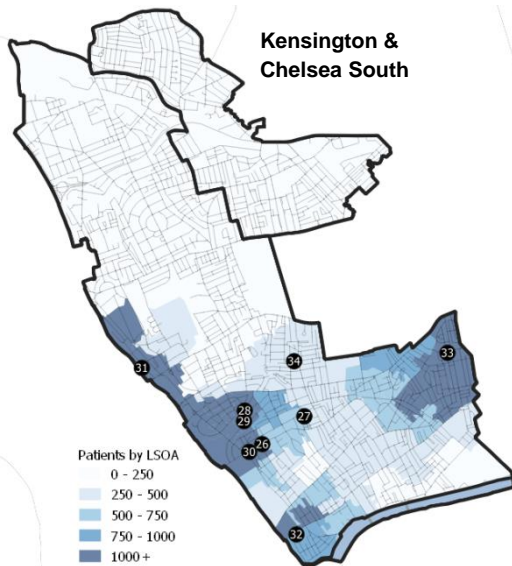 Kensington &
Chelsea South
33
34
31
28
27
29
26
30
32
Patients by LSOA
0 - 250
250 - 500
500 - 750
750 - 1000
1000+